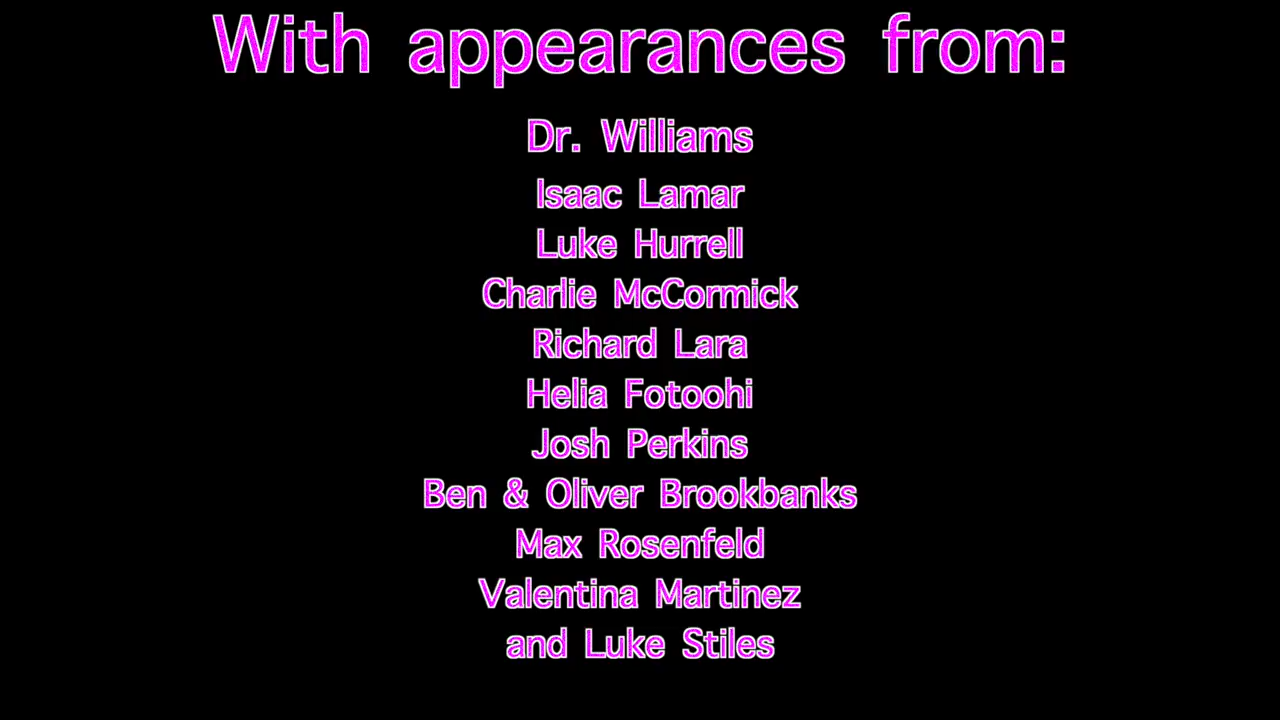 With appearances from:
Dr. Williams
Isaac Lamar
Luke Hurrell
Charlie McCormick
Richard Lara
Helia Fotoohi
Josh Perkins
Ben & Oliver Brookbanks
Max Rosenfeld
Valentina Martinez
and Luke Stiles